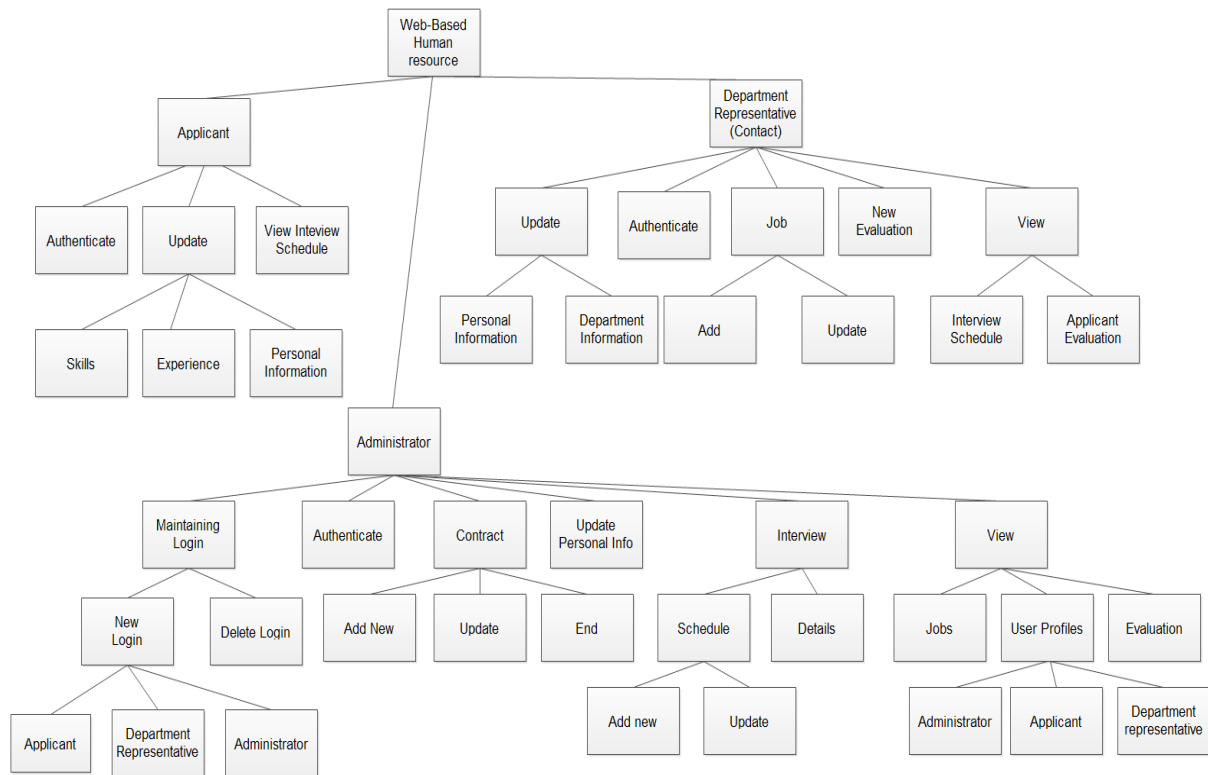 Web-Based
Human
resource
Applicant
Department
Representative
(Contact)
Authenticate
Update
View Inteview
Schedule
Update
Authenticate
Job
New
Evaluation
View
Skills
Experience
Personal
Information
Personal
Information
Department
Information
Add
Update
Interview
Schedule
Applicant
Evaluation
Administrator
Maintaining
Login
Authenticate
Contract
Update
Personal Info
Interview
View
New
Login
Delete Login
Add New
Update
End
Schedule
Details
Jobs
User Profiles
Evaluation
Applicant
Department
Representative
Administrator
Add new
Update
Administrator
Applicant
Department
representative